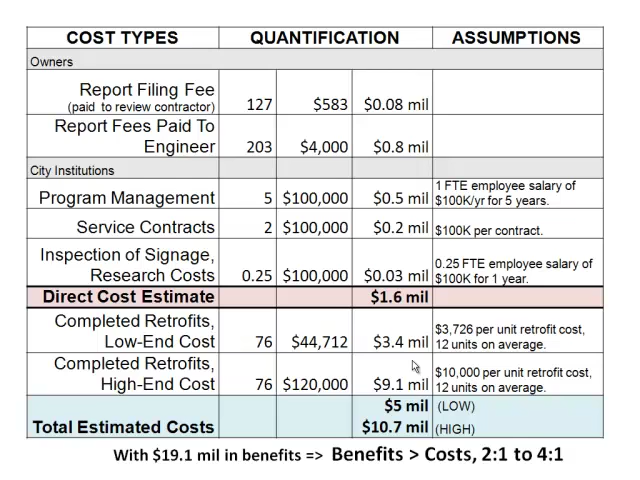 COST TYPES QUANTIFICATION ASSUMPTIONS
Owners
Report Filing Fee
(paid to review contractor) 127 $583 $0.08 mil
Report Fees Paid To
Engineer 203 $4,000 $0.8 mil
City Institutions
Program Management 5 $100,000 $0.5 mil 1 FTE employee salary of
$100K/yr for 5 years.
Service Contracts 2 $100,000 $0.2 mil $100K per contract.
Inspection of Signage,
Research Costs 0.25 $100,000 $0.03 mil 0.25 FTE employee salary of
$100K for 1 year.
Direct Cost Estimate $1.6 mil
Completed Retrofits,
Low-End Cost 76 $44,712 $3.4 mil $3,726 per unit retrofit cost,
12 units on average.
Completed Retrofits,
High-End Cost 76 $120,000 $9.1 mil $10,000 per unit retrofit cost,
12 units on average.
$5 mil (LOW)
Total Estimated Costs $10.7 mil (HIGH)
With $19.1 mil in benefits => Benefits > Costs, 2:1 to 4:1